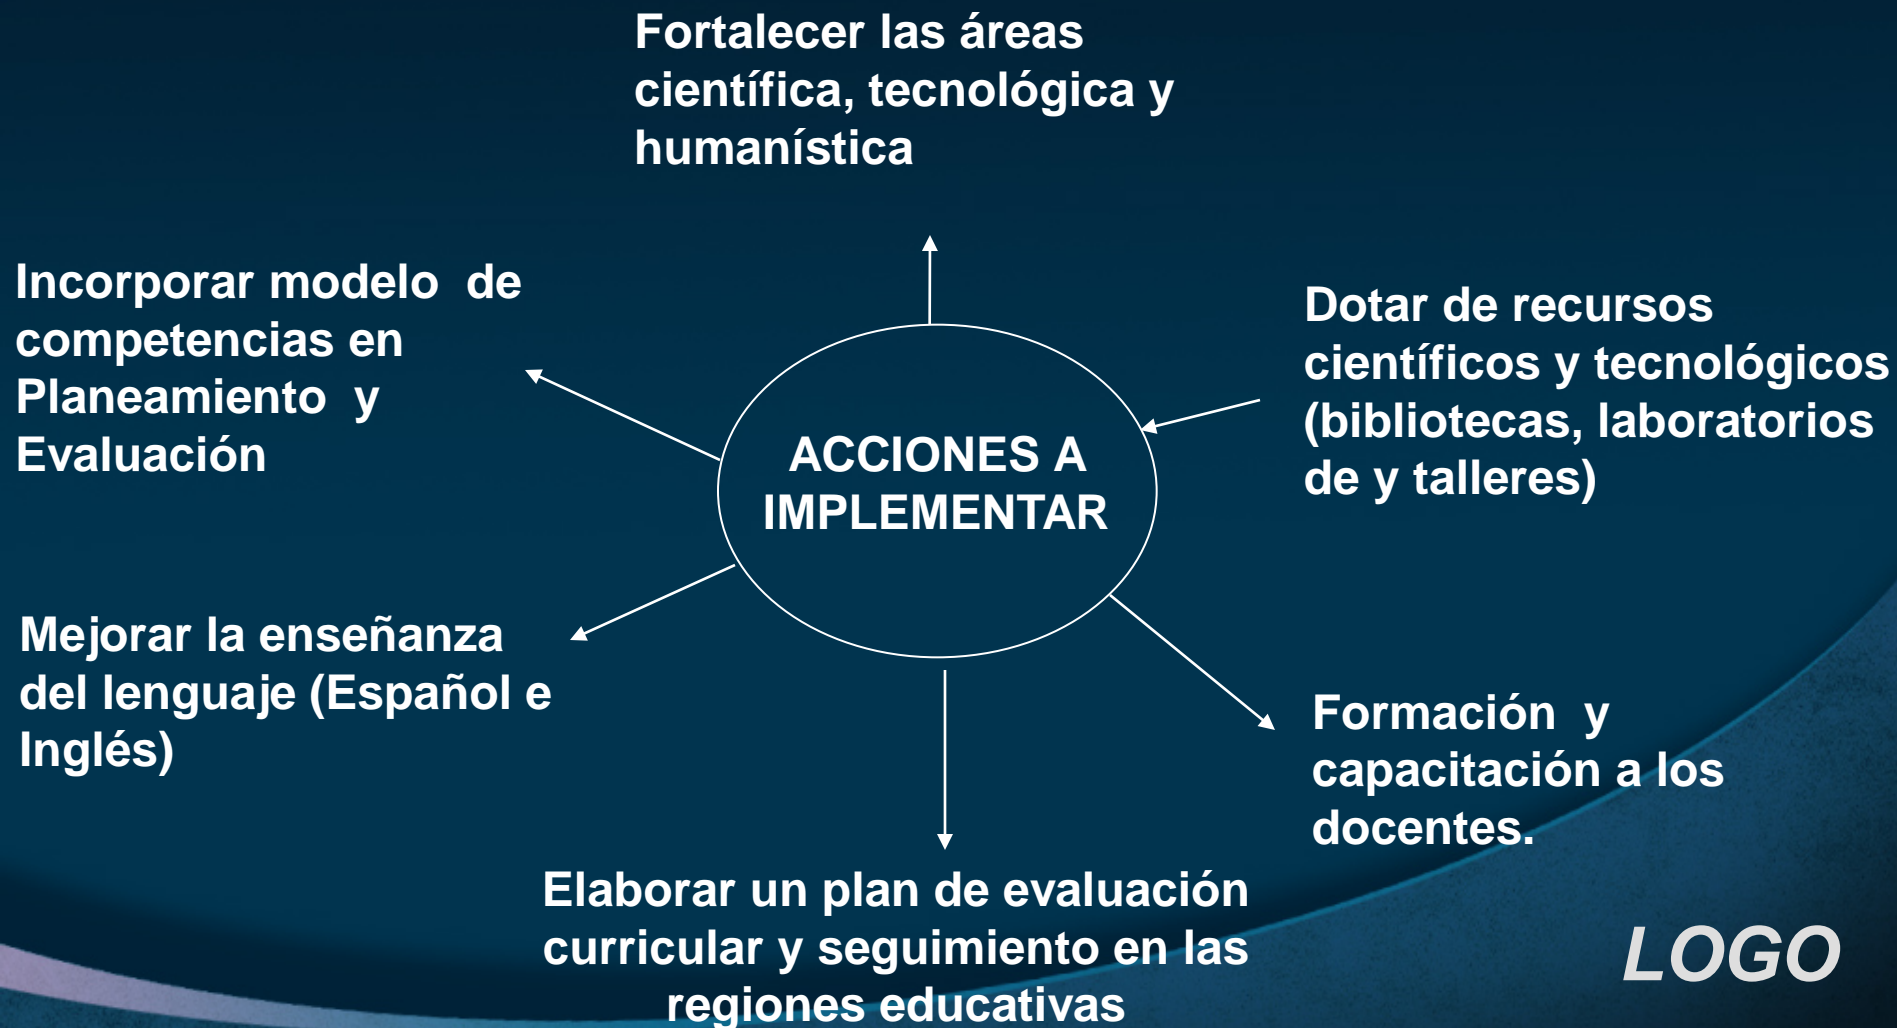 Fortalecer las áreas
científica, tecnológica y
humanística
Incorporar modelo  de
competencias en
Planeamiento  y
Evaluación
Dotar de recursos
científicos y tecnológicos
(bibliotecas, laboratorios
de y talleres)
ACCIONES A
IMPLEMENTAR
Mejorar la enseñanza
del lenguaje (Español e
Inglés)
Formación  y
capacitación a los
docentes.
Elaborar un plan de evaluación
curricular y seguimiento en las
regiones educativas
LOGO